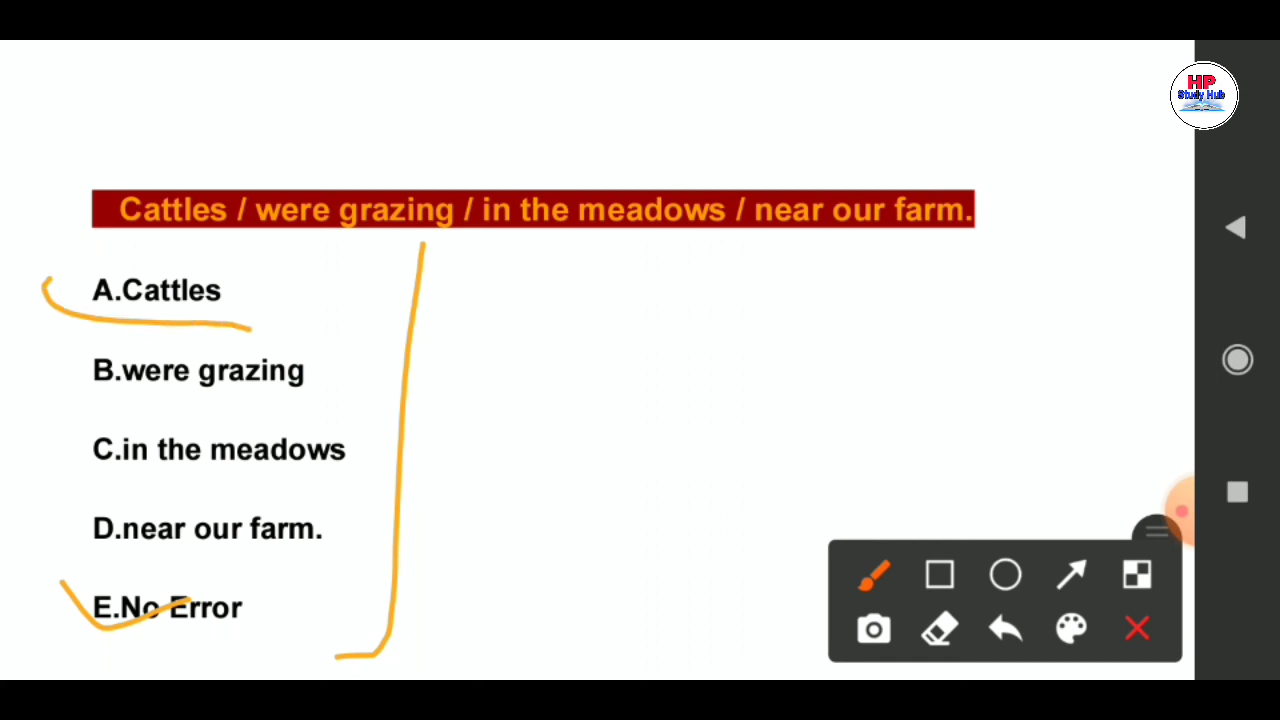 HP
Study Hub
Cattles / were grazing / in the meadows / near our farm.
A.Cattles
B.were grazing
C.in the meadows
D.near our farm.
E.No Error